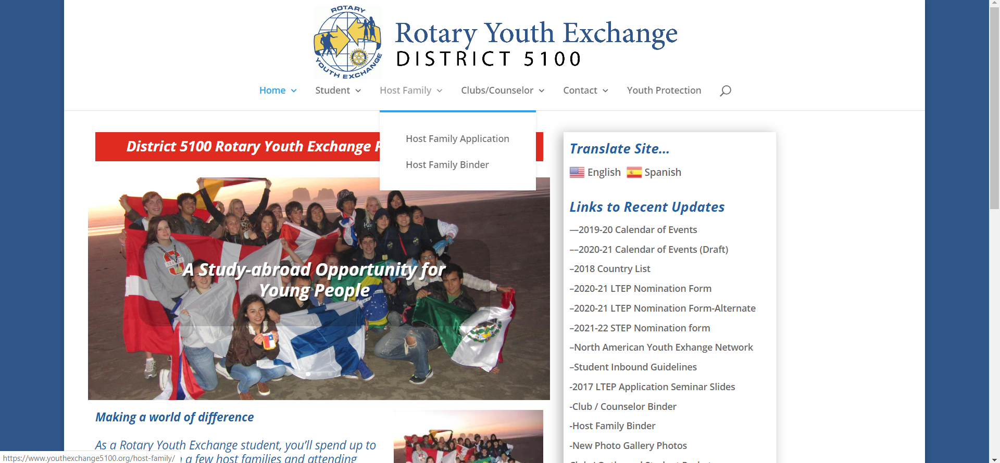 ROTARY
YOUTH EXCHANGE
Rotary Youth Exchange
DISTRICT 5100
Home
Student
Host Family
Clubs/Counselor
Contact
Youth Protection
Host Family Application
Host Family Binder
District 5100 Rotary Youth Exchange
A Study-abroad Opportunity for
Young People
Making a world of difference
As a Rotary Youth Exchange student, you’ll spend up to
a few host families and attending
Translate Site...
English Spanish
Links to Recent Updates
—2019-20 Calendar of Events
––2020-21 Calendar of Events (Draft)
–2018 Country List
–2020-21 LTEP Nomination Form
–2020-21 LTEP Nomination Form-Alternate
–2021-22 STEP Nomination form
–North American Youth Exhange Network
–Student Inbound Guidelines
-2017 LTEP Application Seminar Slides
-Club / Counselor Binder
-Host Family Binder
-New Photo Gallery Photos
https://www.youthexchange5100.org/host-family/